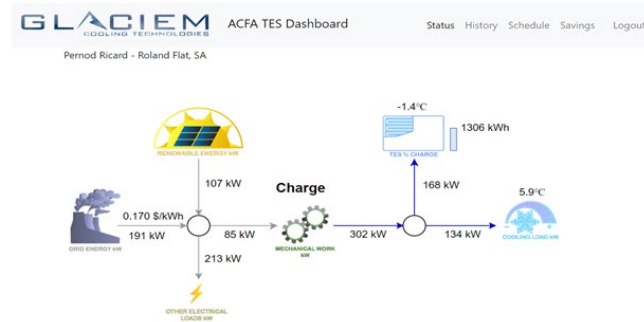 GLACIEM
COOLING TECHNOLOGIES
ACFA TES Dashboard
Status History Schedule Savings Logout
Pernod Ricard - Roland Flat, SA
-1.4°C
1306 kWh
RENEWABLE ENERGY kW
TES % CHARGE
107 kW
Charge
168 kW
5.9°C
0.170 $/kWh
GRID ENERGY kW
191 kW
85 kW
MECHANICAL WORK
kW
302 kW
134 kW
COOLING LOAD kW
213 kW
OTHER ELECTRICAL
LOADS kW